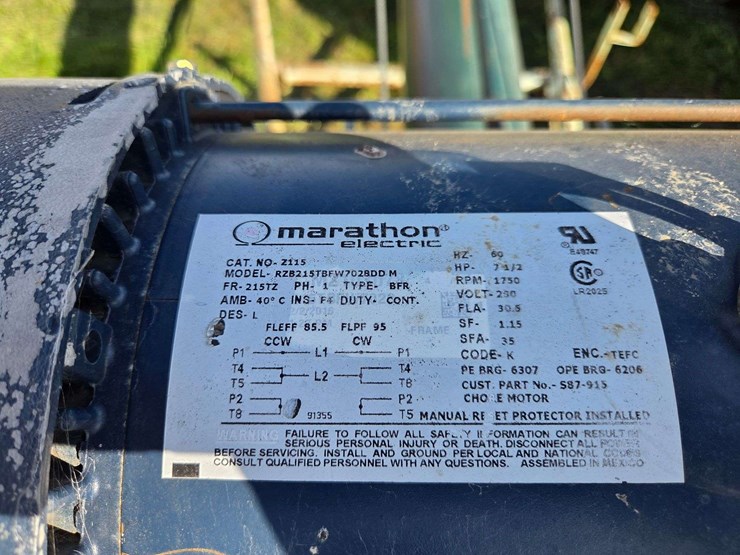 marathon®
electric
CAT. NO- Z115
MODEL- RZB215TBFW7028DD M
FR- 215TZ PH- 1 TYPE- BFR
AMB- 40°C INS- F4 DUTY- CONT.
DES- L
HZ- 60
HP- 7 1/2
RPM- 1750
VOLT- 230
FLA- 30.5
SF- 1.15
SFA- 35
CODE- K ENC.- TEFC
PE BRG- 6307 OPE BRG- 6206
CUST. PART No.- S87-915
MOTOR
MANUAL PROTECTOR INSTALLED
LR2025
FRAME
FLEFF 85.5 FLPF 95
CCW CW
P1 L1 P1
T4 T4
L2
T5 T8
P2 P2
T8 91355 T5
WARNING FAILURE TO FOLLOW ALL INFORMATION CAN RESULT IN
SERIOUS PERSONAL INJURY OR DEATH. DISCONNECT ALL POWER
BEFORE SERVICING. INSTALL AND GROUND PER LOCAL AND NATIONAL CODES
CONSULT QUALIFIED PERSONNEL WITH ANY QUESTIONS. ASSEMBLED IN MEXICO